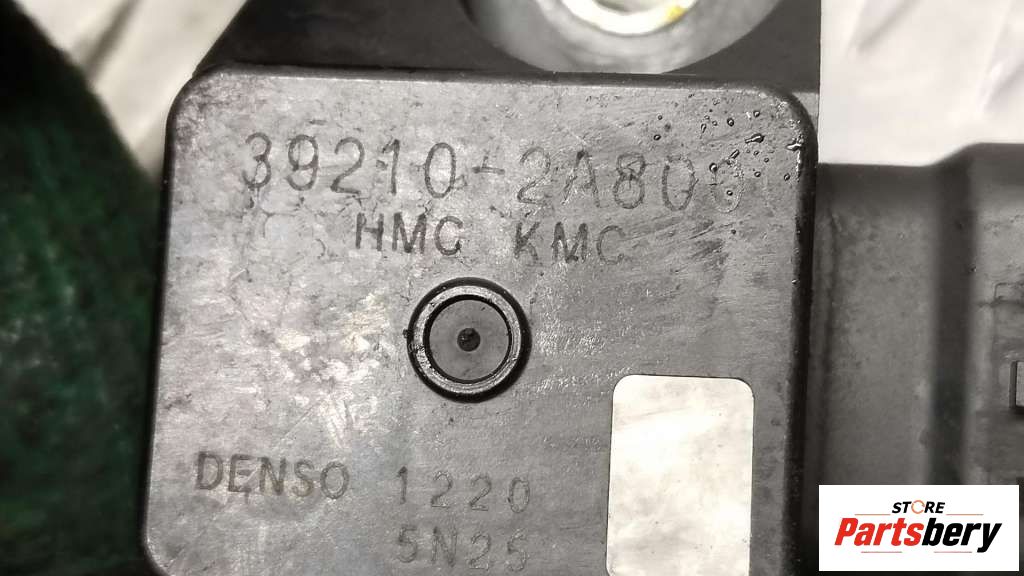 39210-2A800
HMC KMC
DENSO 1220
5N25
STORE
Partsbery